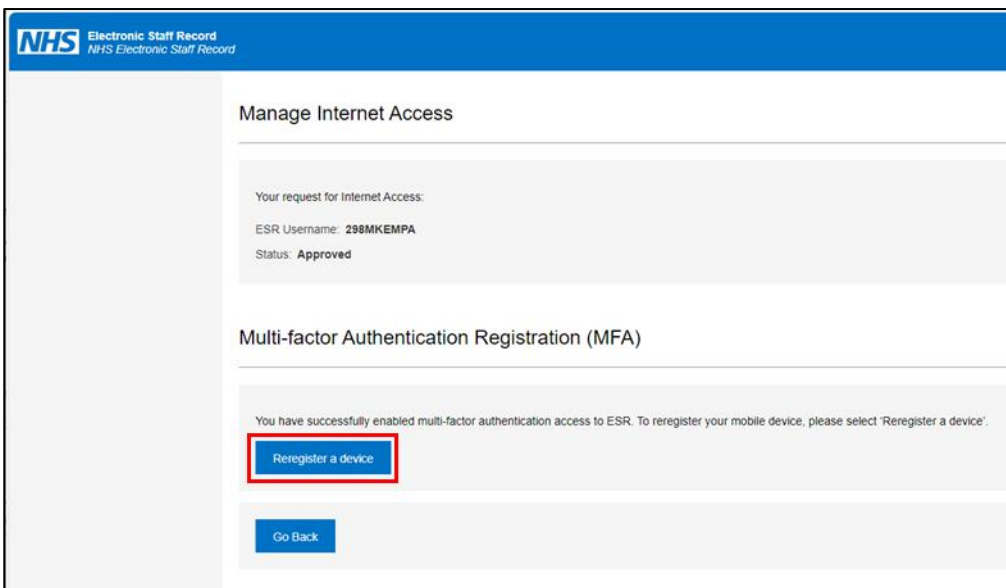 NHS
Electronic Staff Record
NHS Electronic Staff Record
Manage Internet Access
Your request for Internet Access:
ESR Username: 298MKEMPA
Status: Approved
Multi-factor Authentication Registration (MFA)
You have successfully enabled multi-factor authentication access to ESR. To reregister your mobile device, please select 'Reregister a device'.
Reregister a device
Go Back